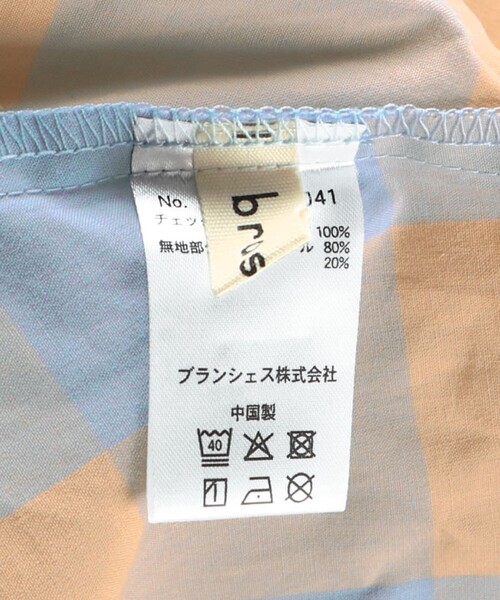 brs
No. 041
チェッ 100%
無地部 ル 80%
20%
ブランシェス株式会社
中国製
40